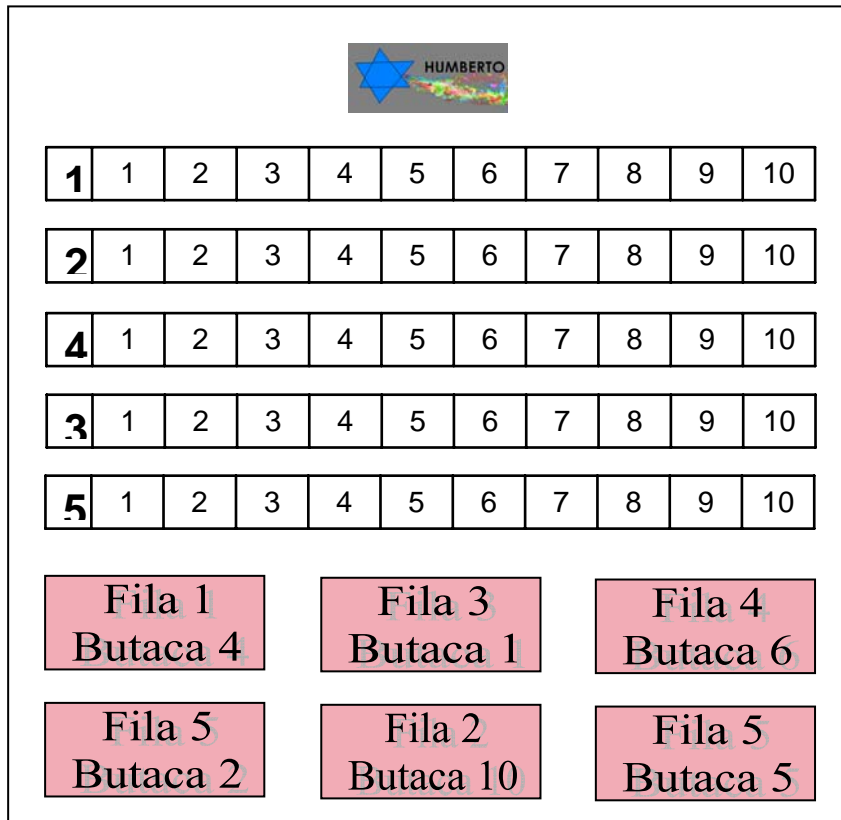 HUMBERTO
1 1 2 3 4 5 6 7 8 9 10
2 1 2 3 4 5 6 7 8 9 10
4 1 2 3 4 5 6 7 8 9 10
3 1 2 3 4 5 6 7 8 9 10
5 1 2 3 4 5 6 7 8 9 10
Fila 1
Butaca 4
Fila 3
Butaca 1
Fila 4
Butaca 6
Fila 5
Butaca 2
Fila 2
Butaca 10
Fila 5
Butaca 5